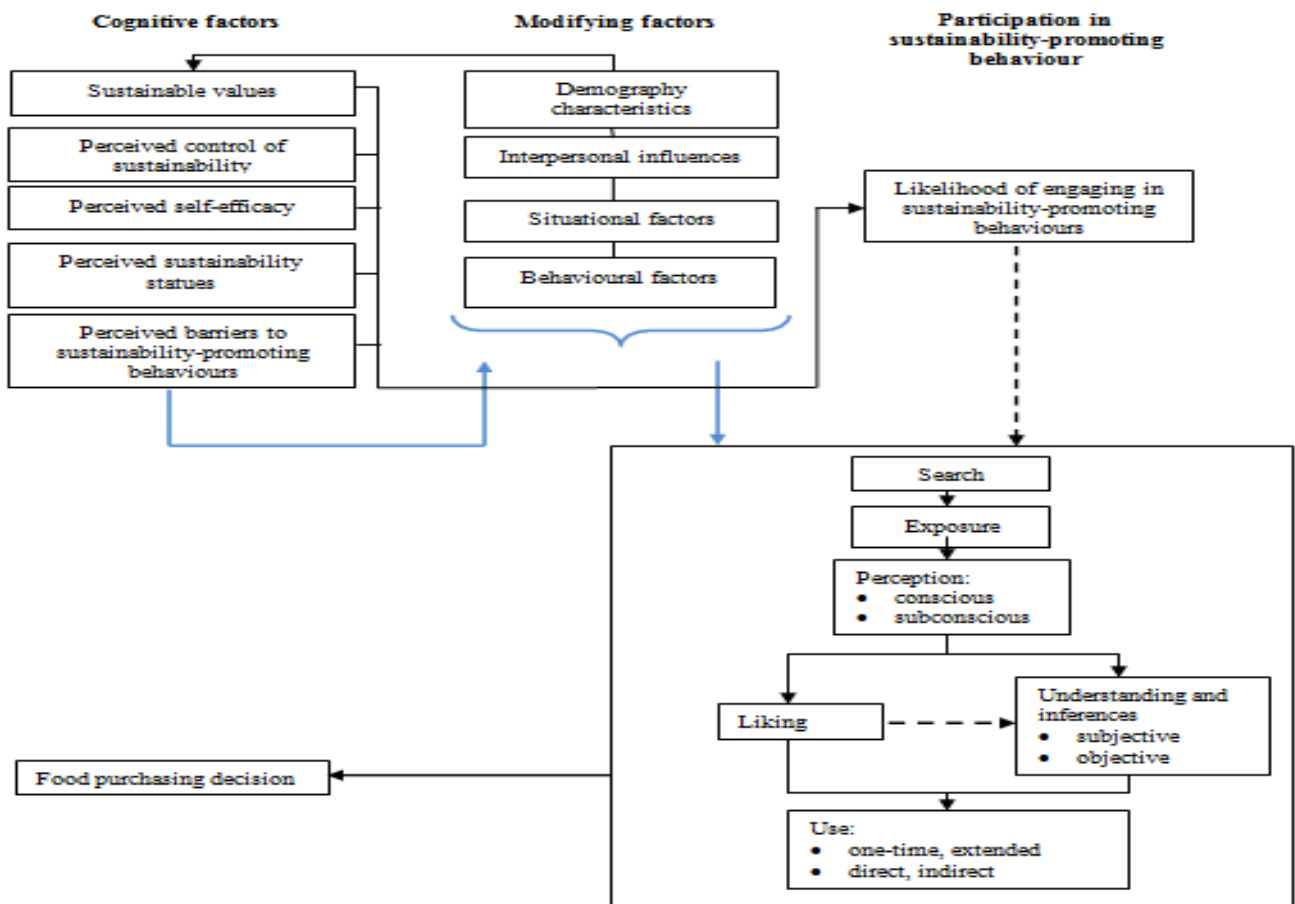 Cognitive factors
Modifying factors
Participation in
sustainability-promoting
behaviour
Sustainable values
Perceived control of
sustainability
Perceived self-efficacy
Perceived sustainability
statues
Perceived barriers to
sustainability-promoting
behaviours
Demography
characteristics
Interpersonal influences
Situational factors
Behavioural factors
Likelihood of engaging in
sustainability-promoting
behaviours
Search
Exposure
Perception:
• conscious
• subconscious
Liking
Understanding and
inferences
• subjective
• objective
Food purchasing decision
Use:
• one-time, extended
• direct, indirect